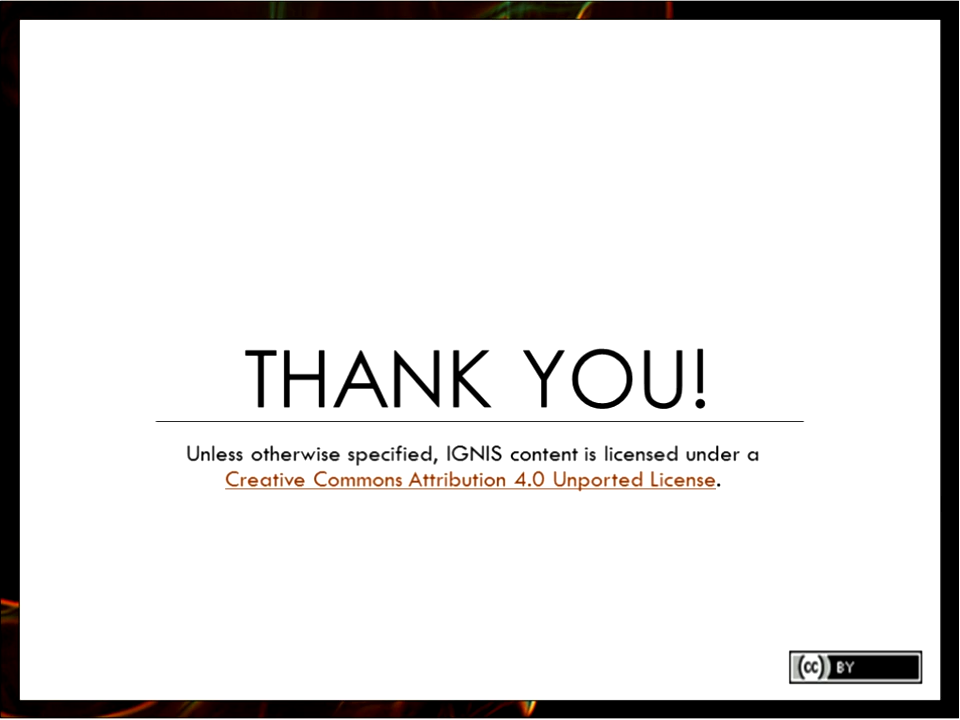 THANK YOU!
Unless otherwise specified, IGNIS content is licensed under a
Creative Commons Attribution 4.0 Unported License.
(cc) BY